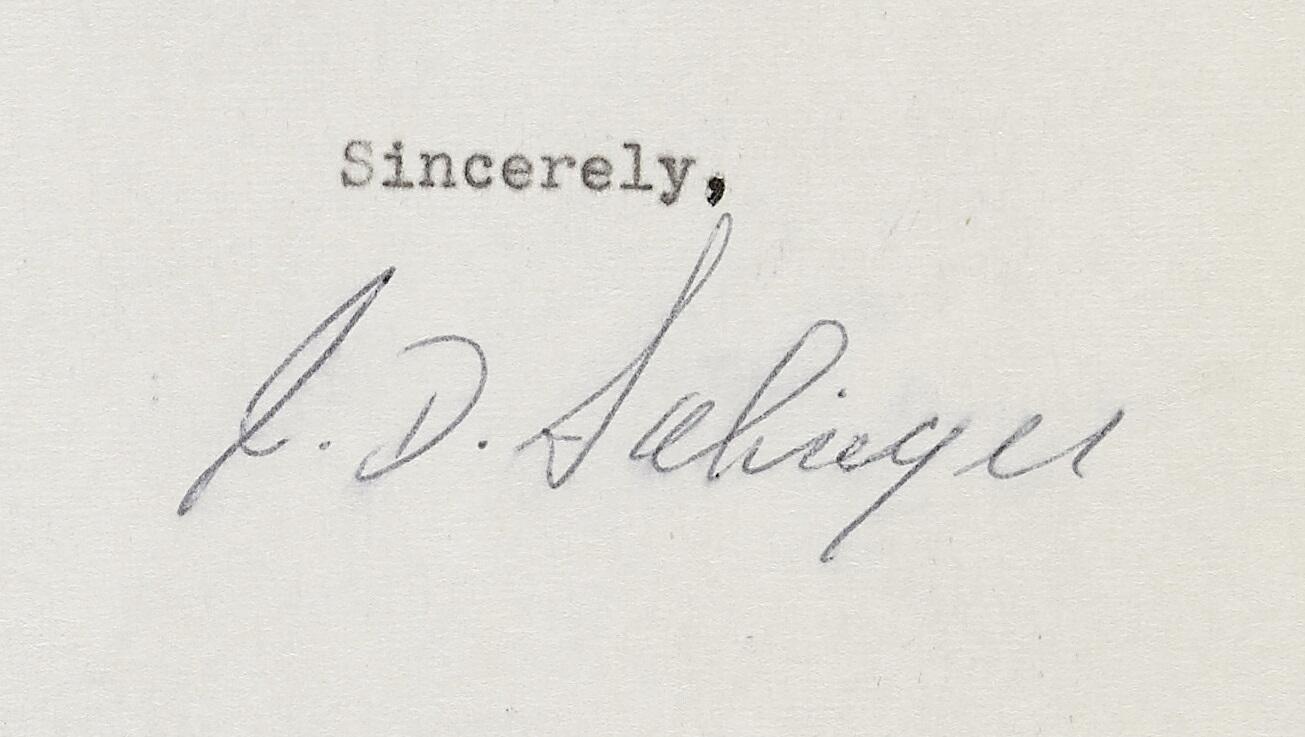 Sincerely,
J. D. Salinger